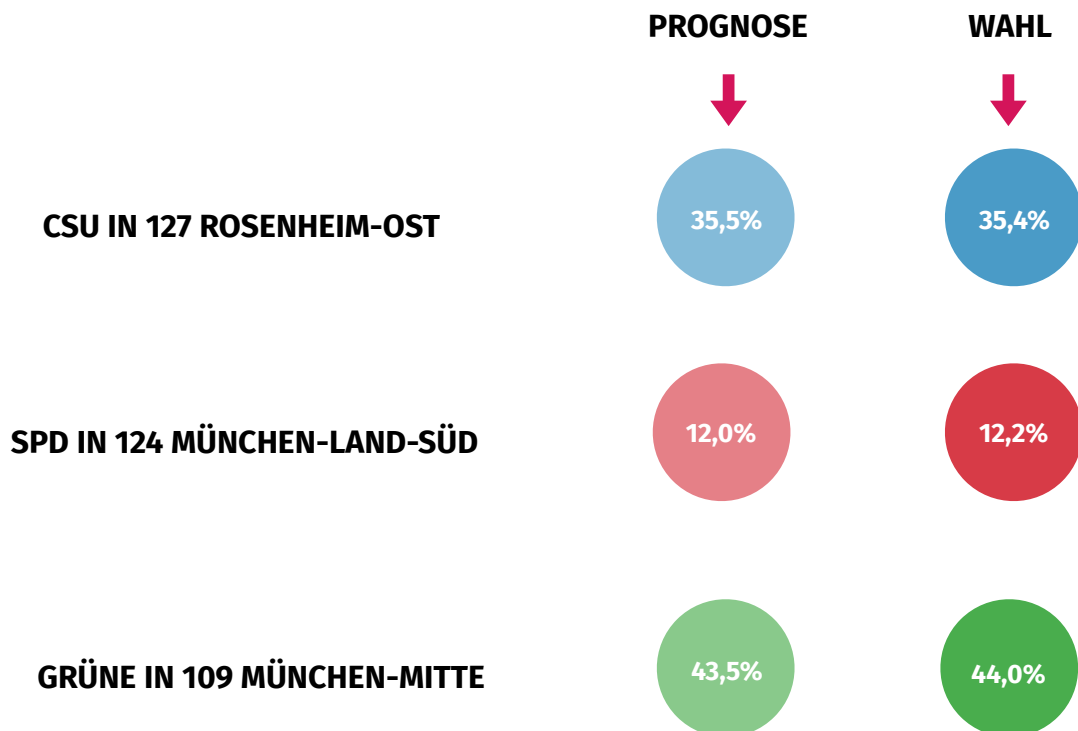 PROGNOSE WAHL
CSU IN 127 ROSENHEIM-OST 35,5% 35,4%
SPD IN 124 MÜNCHEN-LAND-SÜD 12,0% 12,2%
GRÜNE IN 109 MÜNCHEN-MITTE 43,5% 44,0%